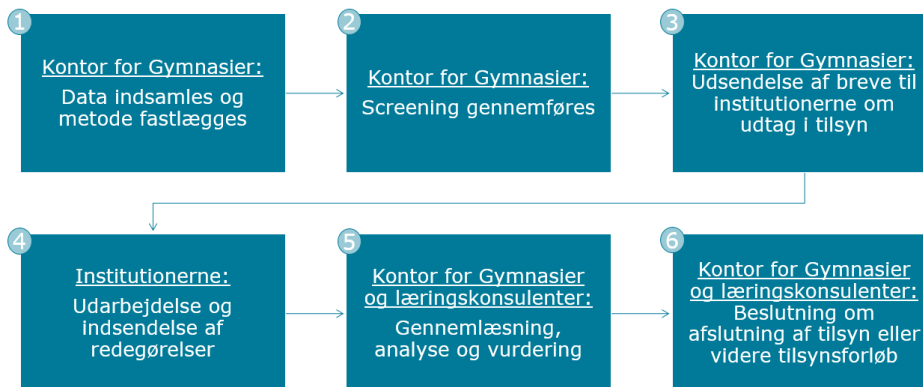 1
Kontor for Gymnasier:
Data indsamles og
metode fastlægges
2
Kontor for Gymnasier:
Screening gennemføres
3
Kontor for Gymnasier:
Udsendelse af breve til
institutionerne om
udtag i tilsyn
4
Institutionerne:
Udarbejdelse og
indsendelse af
redegørelser
5
Kontor for Gymnasier
og læringskonsulenter:
Gennemlæsning,
analyse og vurdering
6
Kontor for Gymnasier
og læringskonsulenter:
Beslutning om
afslutning af tilsyn eller
videre tilsynsforløb